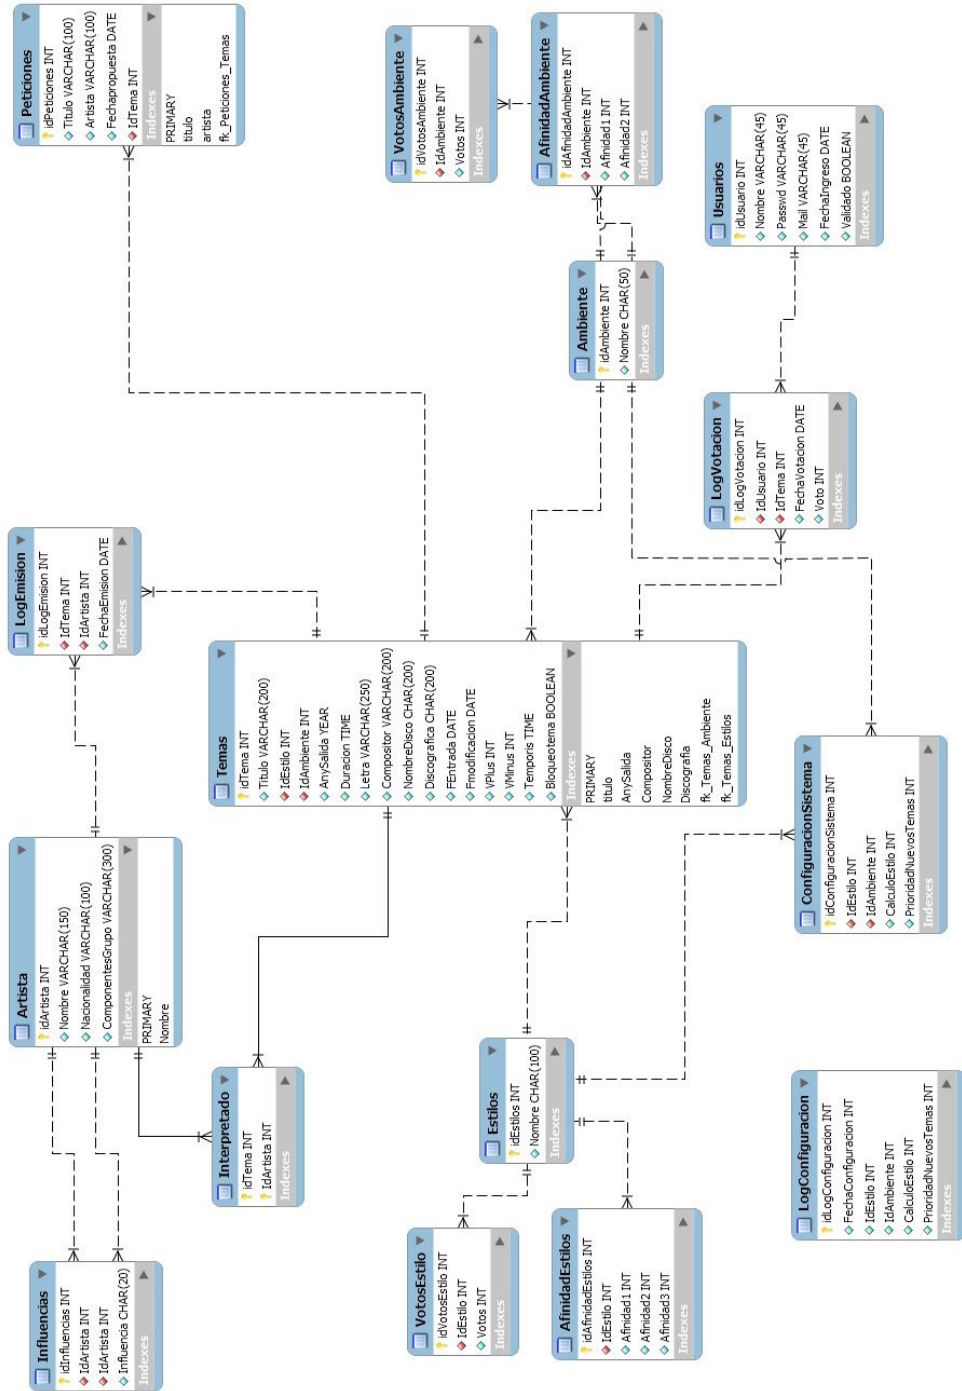 Influencias
idInfluencias INT
IdArtista INT
IdArtista INT
Influencia CHAR(20)
Indexes
Artista
idArtista INT
Nombre VARCHAR(150)
Nacionalidad VARCHAR(100)
ComponentesGrupo VARCHAR(300)
Indexes
PRIMARY
Nombre
LogEmision
idLogEmision INT
IdTema INT
IdArtista INT
FechaEmision DATE
Indexes
Peticiones
idPeticiones INT
Titulo VARCHAR(100)
Artista VARCHAR(100)
Fechapropuesta DATE
IdTema INT
Indexes
PRIMARY
titulo
artista
fk_Peticiones_Temas
Interpretado
idTema INT
IdArtista INT
Indexes
Temas
idTema INT
Titulo VARCHAR(200)
IdEstilo INT
IdAmbiente INT
AnySalida YEAR
Duracion TIME
Letra VARCHAR(250)
Compositor VARCHAR(200)
NombreDisco CHAR(200)
Discografica CHAR(200)
FEntrada DATE
Fmodificacion DATE
VPlus INT
VMinus INT
Temporis TIME
Bloqueotema BOOLEAN
Indexes
PRIMARY
titulo
AnySalida
Compositor
NombreDisco
Discografia
fk_Temas_Ambiente
fk_Temas_Estilos
VotosEstilo
idVotosEstilo INT
IdEstilo INT
Votos INT
Indexes
Estilos
idEstilos INT
Nombre CHAR(100)
Indexes
AfinidadEstilos
idAfinidadEstilos INT
IdEstilo INT
Afinidad1 INT
Afinidad2 INT
Afinidad3 INT
Indexes
VotosAmbiente
idVotosAmbiente INT
IdAmbiente INT
Votos INT
Indexes
Ambiente
idAmbiente INT
Nombre CHAR(50)
Indexes
AfinidadAmbiente
idAfinidadAmbiente INT
IdAmbiente INT
Afinidad1 INT
Afinidad2 INT
Indexes
LogVotacion
idLogVotacion INT
IdUsuario INT
IdTema INT
FechaVotacion DATE
Voto INT
Indexes
Usuarios
idUsuario INT
Nombre VARCHAR(45)
Passwd VARCHAR(45)
Mail VARCHAR(45)
FechaIngreso DATE
Validado BOOLEAN
Indexes
LogConfiguracion
idLogConfiguracion INT
FechaConfiguracion INT
IdEstilo INT
IdAmbiente INT
CalculoEstilo INT
PrioridadNuevosTemas INT
Indexes
ConfiguracionSistema
idConfiguracionSistema INT
IdEstilo INT
IdAmbiente INT
CalculoEstilo INT
PrioridadNuevosTemas INT
Indexes